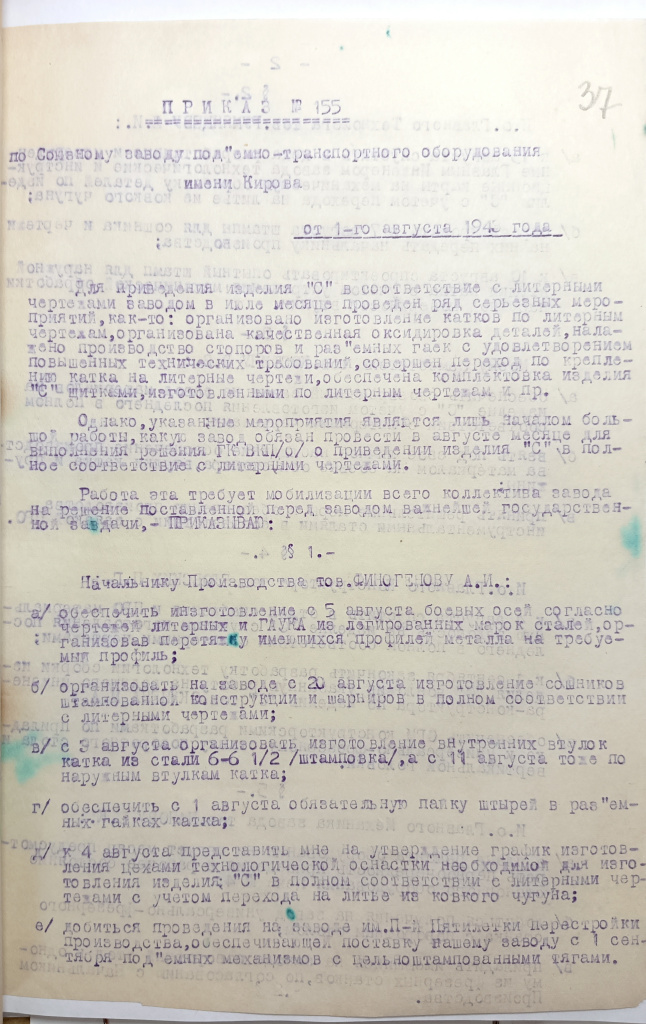 37
ПРИКАЗ № 155
по Союзному заводу под"емно-транспортного оборудования
имени Кирова
от 1-го августа 1943 года
Для приведения изделия "С" в соответствие с литерными
чертежами заводом в июле месяце проведен ряд серьезных меро-
приятий,как-то: организовано изготовление катков по литерным
чертежам,организована качественная оксидировка деталей,нала-
жено производство стопоров и раз"емных гаек с удовлетворением
повышенных технических требований,совершен переход по крепле-
нию катка на литерные чертежи,обеспечена комплектовка изделия
"С" щитками,изготовленными по литерным чертежам и пр.
Однако,указанные мероприятия являются лишь началом боль-
шой работы,какую завод обязан провести в августе месяце для
выполнения решения ГК ВКП/б/ о приведении изделия "С" в пол-
ное соответствие с литерными чертежами.
Работа эта требует мобилизации всего коллектива завода
на решение поставленной перед заводом важнейшей государствен-
ной задачи,- ПРИКАЗЫВАЮ:
.§§ 1.-
Начальнику Производства тов.ФИНОГЕНОВУ А.И.:
а/ обеспечить изготовление с 5 августа боевых осей согласно
чертежей литерных и ГАУКА из легированных марок сталей,ор-
ганизовав перетяжку имеющихся профилей металла на требуе-
мый профиль;
б/ организовать на заводе с 20 августа изготовление сошников
штампованной конструкции и шарниров в полном соответствии
с литерными чертежами;
в/ с 3 августа организовать изготовление внутренних втулок
катка из стали 6-6 1/2 /штамповка/,а с 11 августа тоже по
наружным втулкам катка;
г/ обеспечить с 1 августа обязательную пайку штырей в раз"ем-
ных гайках катка;
д/ к 4 августа представить мне на утверждение график изготов-
ления цехами технологической оснастки необходимой для изго-
товления изделия "С" в полном соответствии с литерными чер-
тежами с учетом перехода на литье из ковкого чугуна;
е/ добиться проведения на заводе им.П-й Пятилетки перестройки
производства,обеспечивающей поставку нашему заводу с 1 сен-
тября под"емных механизмов с цельноштампованными тягами.